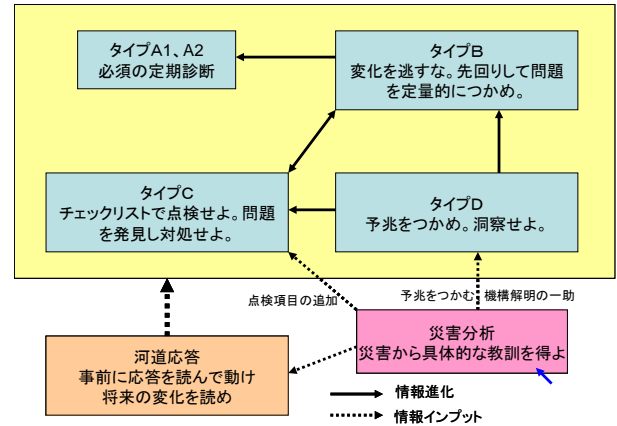 タイプA1、A2
必須の定期診断
タイプB
変化を逃すな。先回りして問題
を定量的につかめ。
タイプC
チェックリストで点検せよ。問題
を発見し対処せよ。
タイプD
予兆をつかめ。洞察せよ。
点検項目の追加
予兆をつかむ、機構解明の一助
災害分析
災害から具体的な教訓を得よ
河道応答
事前に応答を読んで動け
将来の変化を読め
情報進化
情報インプット